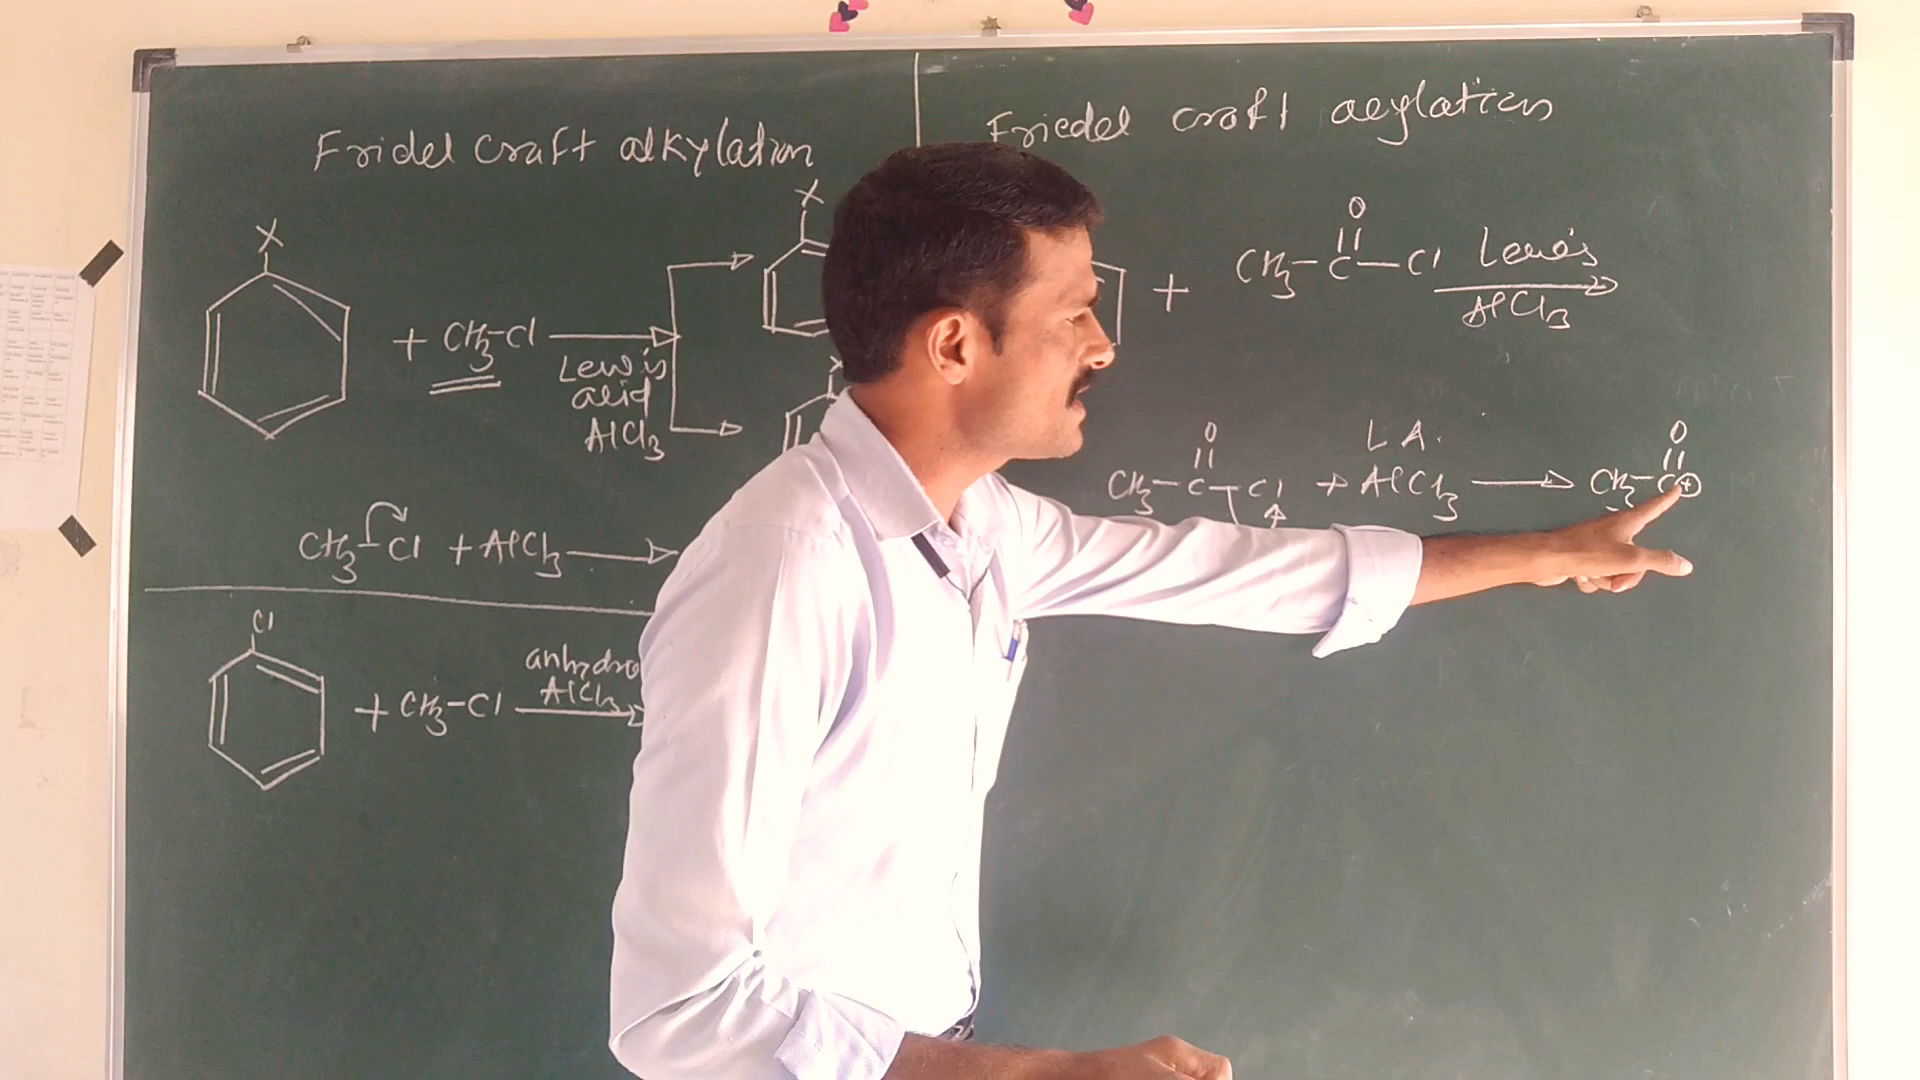 Fridel craft alkylation
X
+ CH3-Cl
Lewis
acid
AlCl3
X
X
CH3-Cl + AlCl3
Cl
+ CH3-Cl
AlCl3
Friedel craft acylation
O
+ CH3-C-Cl
Lewis
AlCl3
O
CH3-C-Cl + AlCl3
L A.
O
CH3-C+